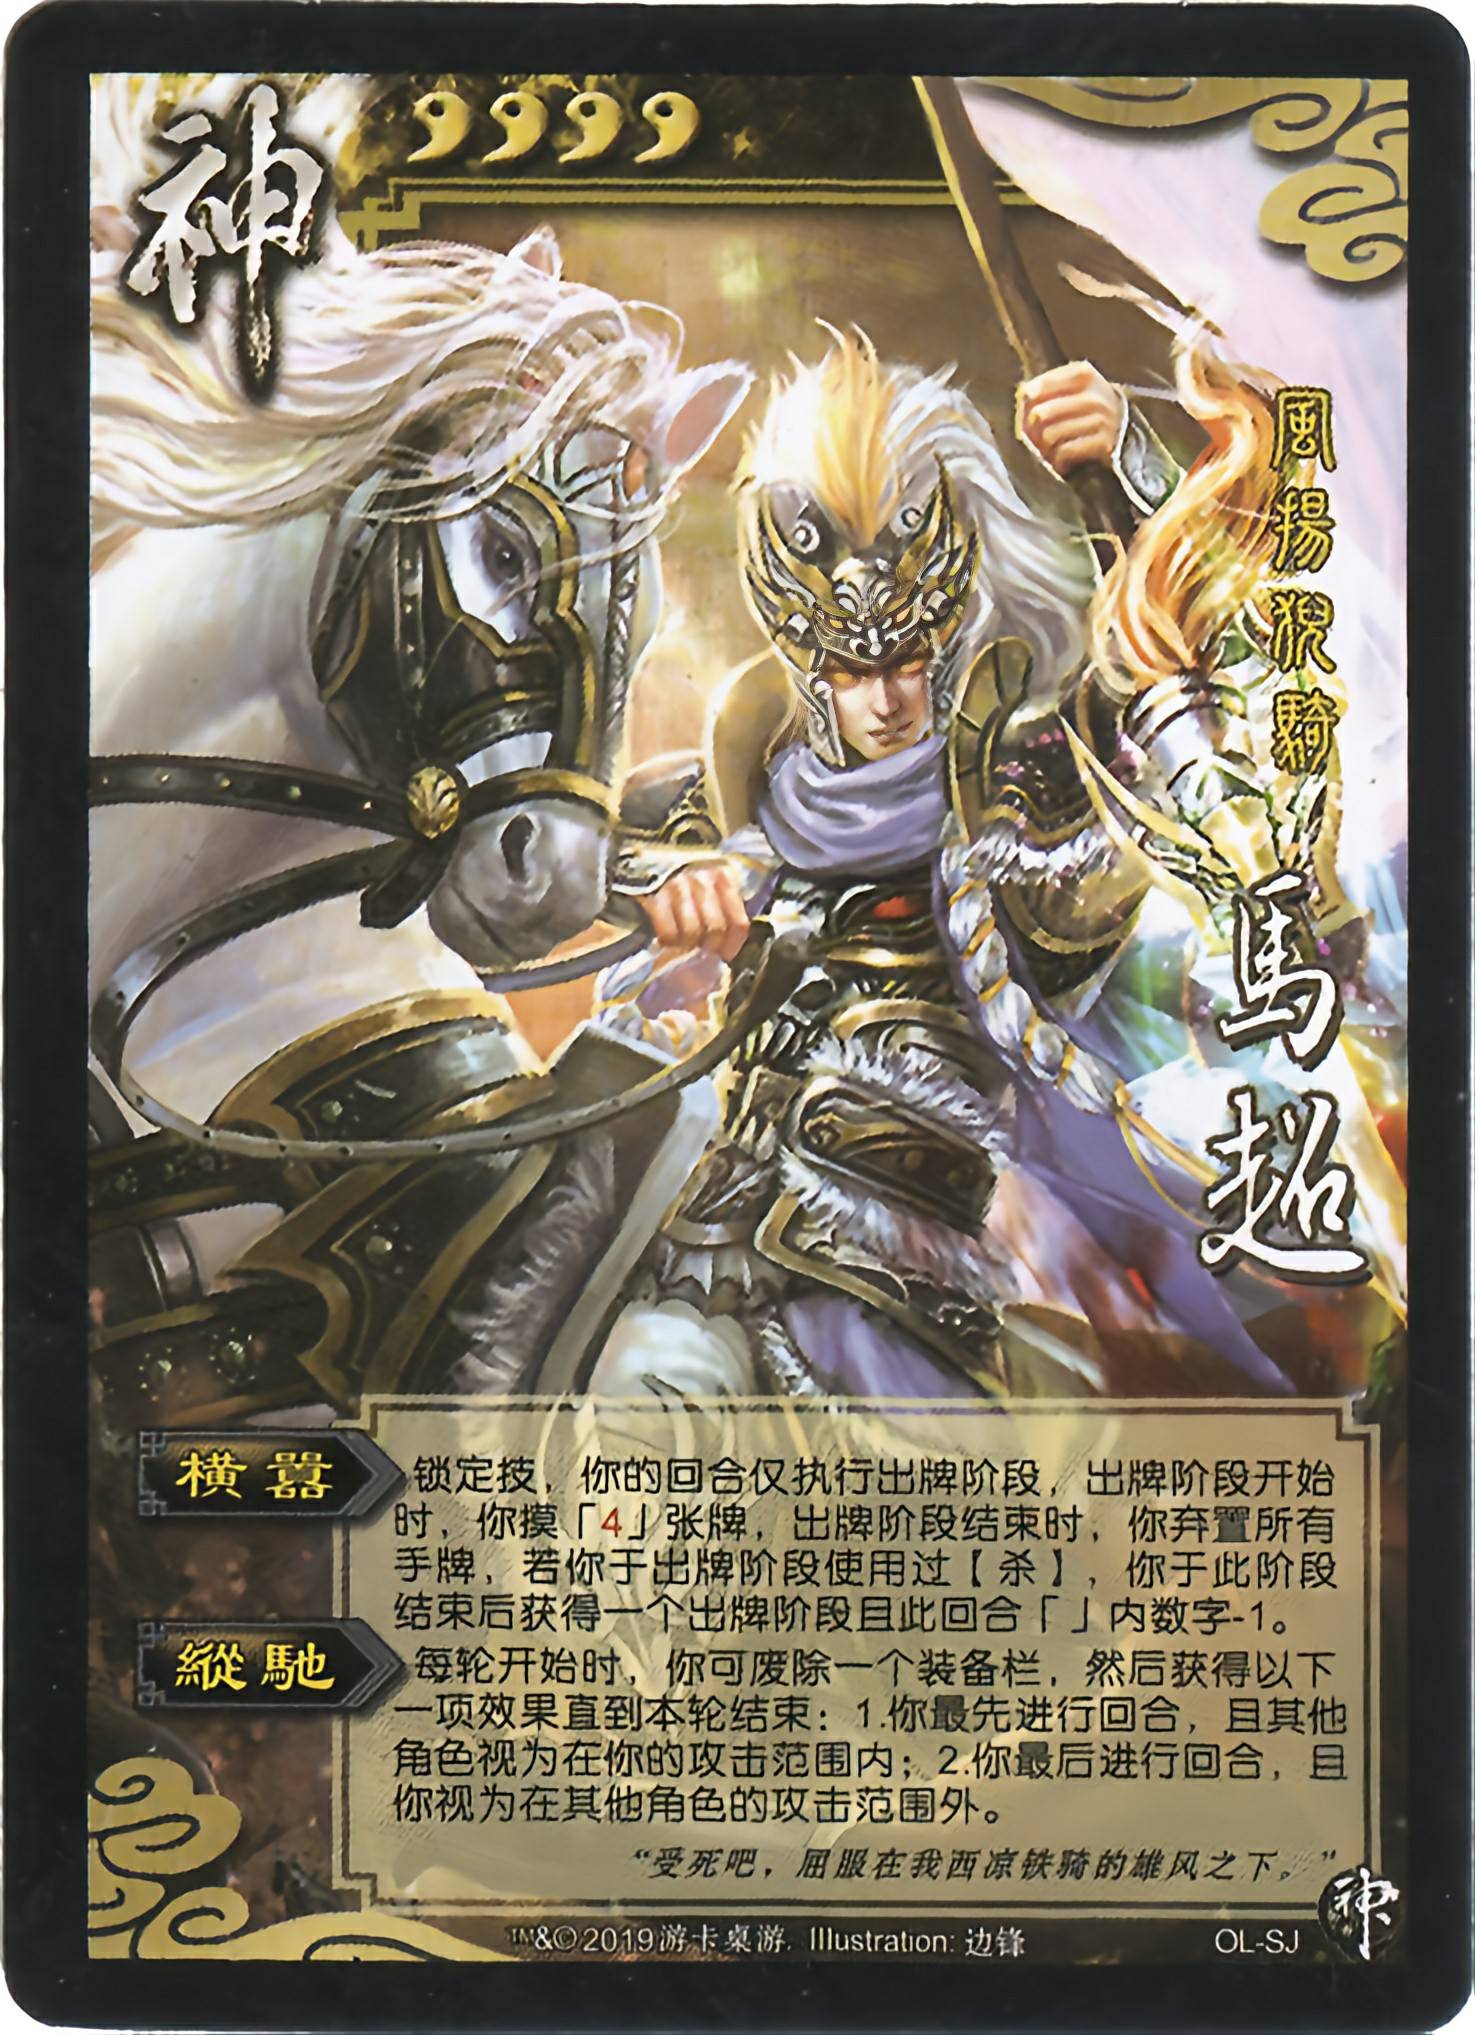 神
風揚猊騎
馬超
横嚣
锁定技，你的回合仅执行出牌阶段，出牌阶段开始
时，你摸「4」张牌，出牌阶段结束时，你弃置所有
手牌，若你于出牌阶段使用过【杀】，你于此阶段
结束后获得一个出牌阶段且此回合「」内数字-1。
縱馳
每轮开始时，你可废除一个装备栏，然后获得以下
一项效果直到本轮结束：1.你最先进行回合，且其他
角色视为在你的攻击范围内；2.你最后进行回合，且
你视为在其他角色的攻击范围外。
“受死吧，屈服在我西凉铁骑的雄风之下。”
™&©2019游卡桌游. Illustration: 边锋
OL-SJ
神